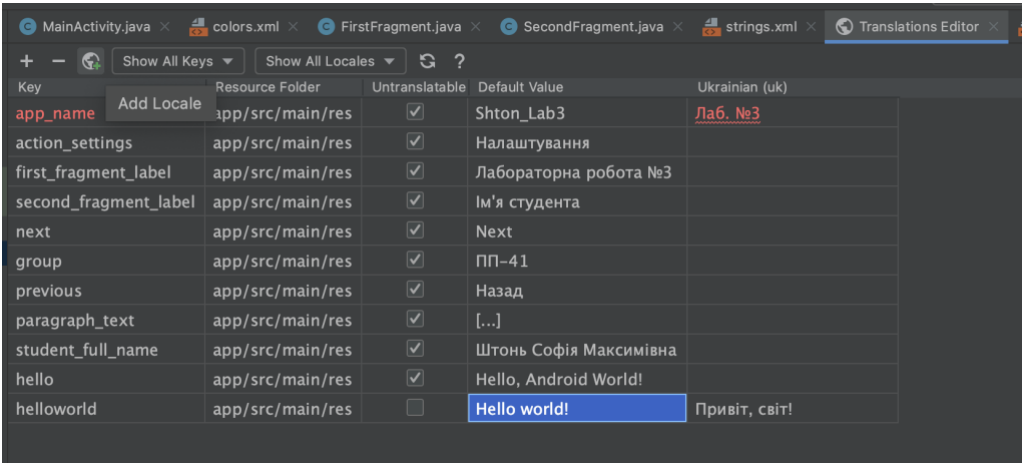 MainActivity.java colors.xml FirstFragment.java SecondFragment.java strings.xml Translations Editor
Show All Keys Show All Locales ?
Key Resource Folder Untranslatable Default Value Ukrainian (uk)
Add Locale
app_name app/src/main/res Shton_Lab3 Лаб. №3
action_settings app/src/main/res Налаштування
first_fragment_label app/src/main/res Лабораторна робота №3
second_fragment_label app/src/main/res Ім'я студента
next app/src/main/res Next
group app/src/main/res ПП-41
previous app/src/main/res Назад
paragraph_text app/src/main/res [...]
student_full_name app/src/main/res Штонь Софія Максимівна
hello app/src/main/res Hello, Android World!
helloworld app/src/main/res Hello world! Привіт, світ!